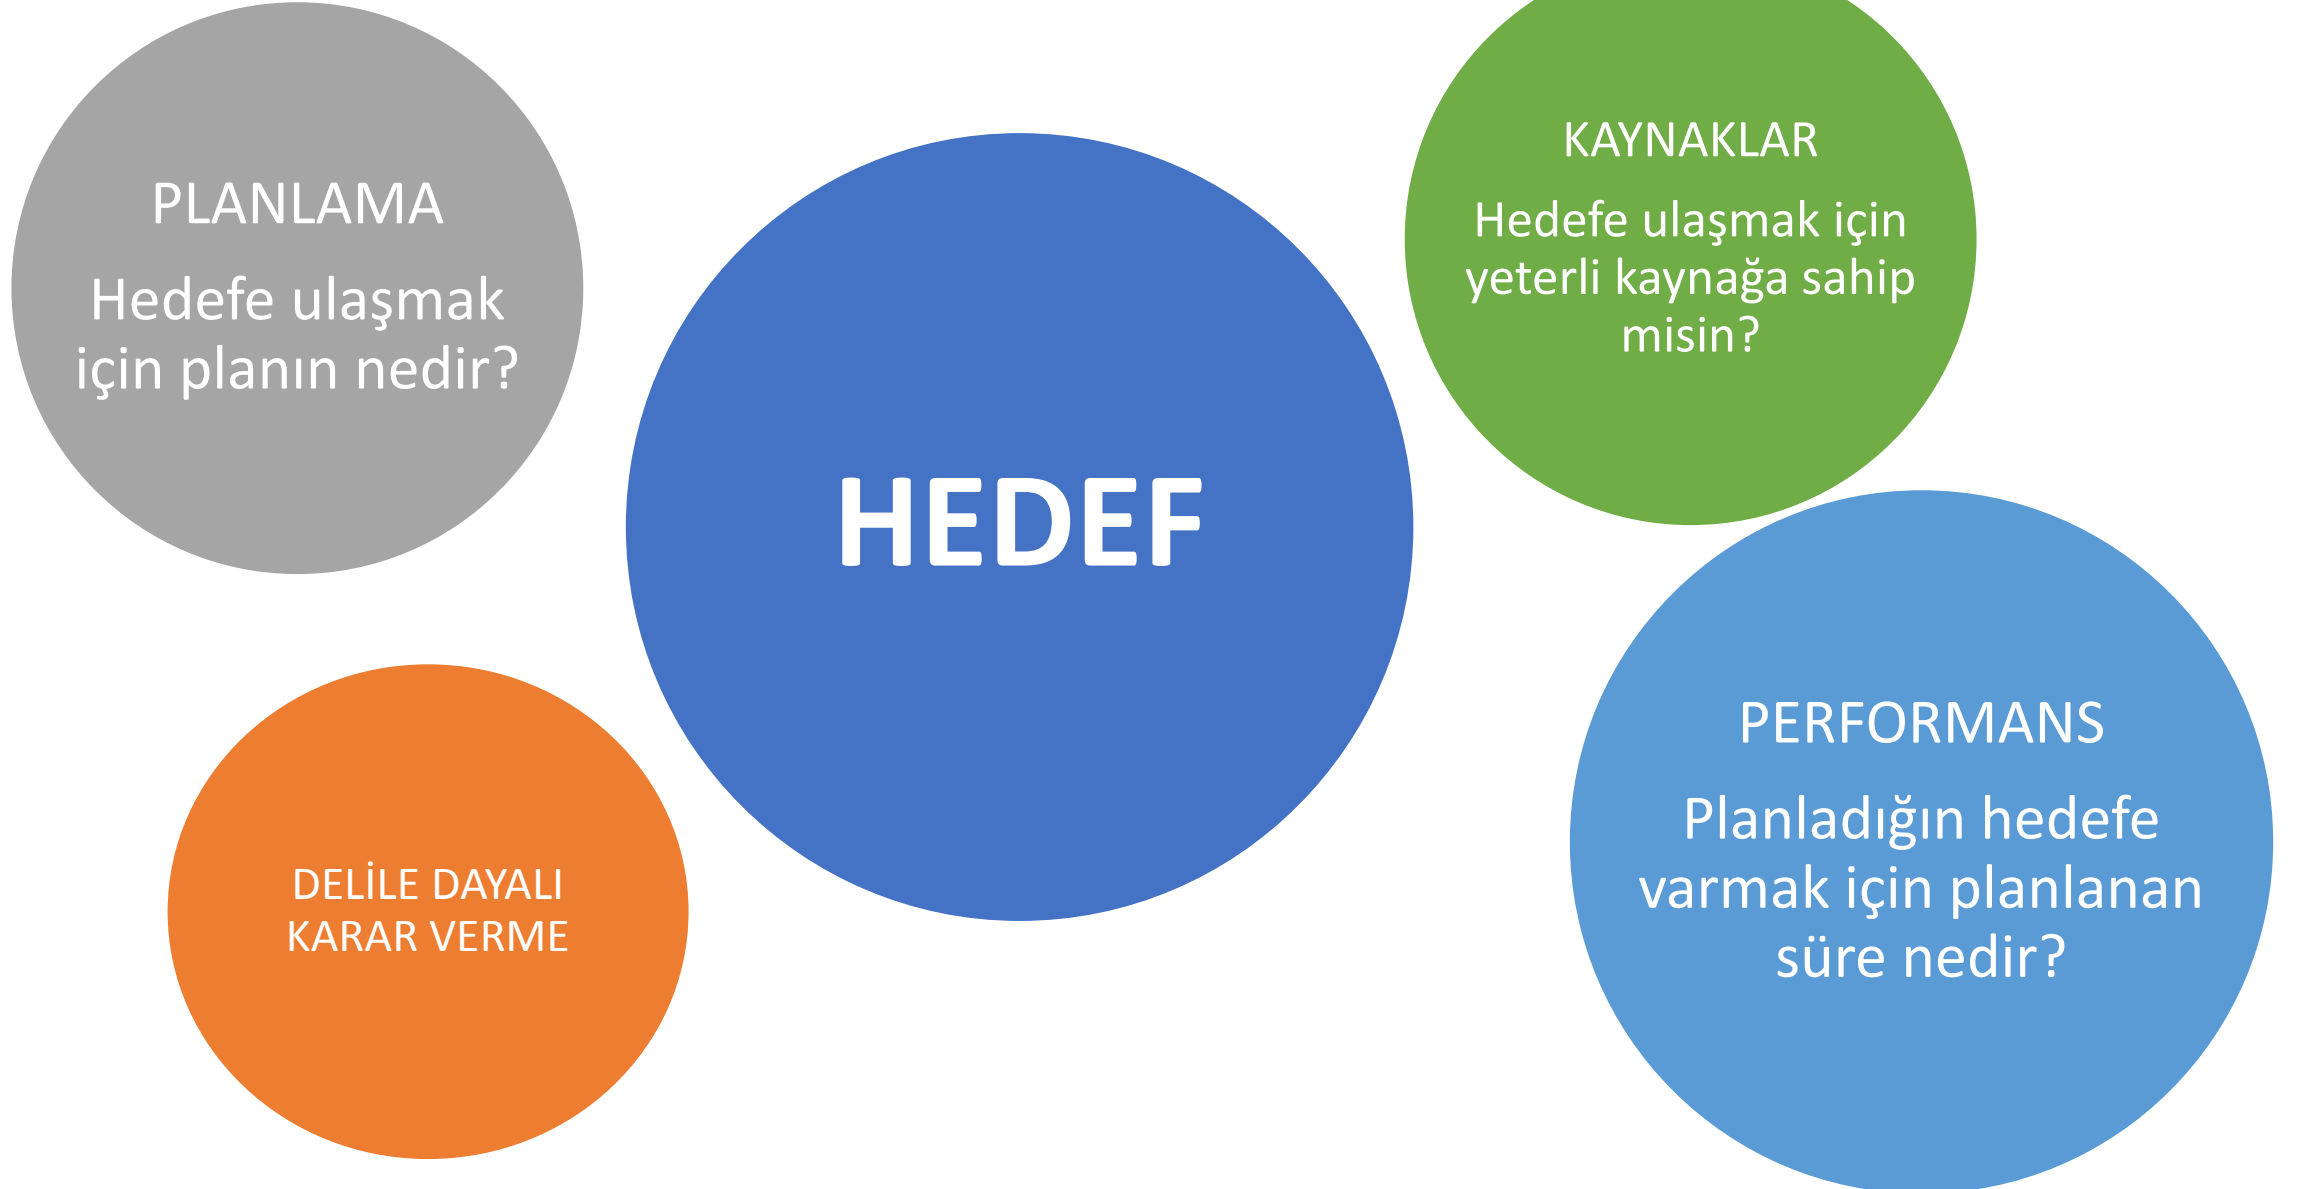 PLANLAMA
Hedefe ulaşmak
için planın nedir?
HEDEF
KAYNAKLAR
Hedefe ulaşmak için
yeterli kaynağa sahip
misin?
DELİLE DAYALI
KARAR VERME
PERFORMANS
Planladığın hedefe
varmak için planlanan
süre nedir?